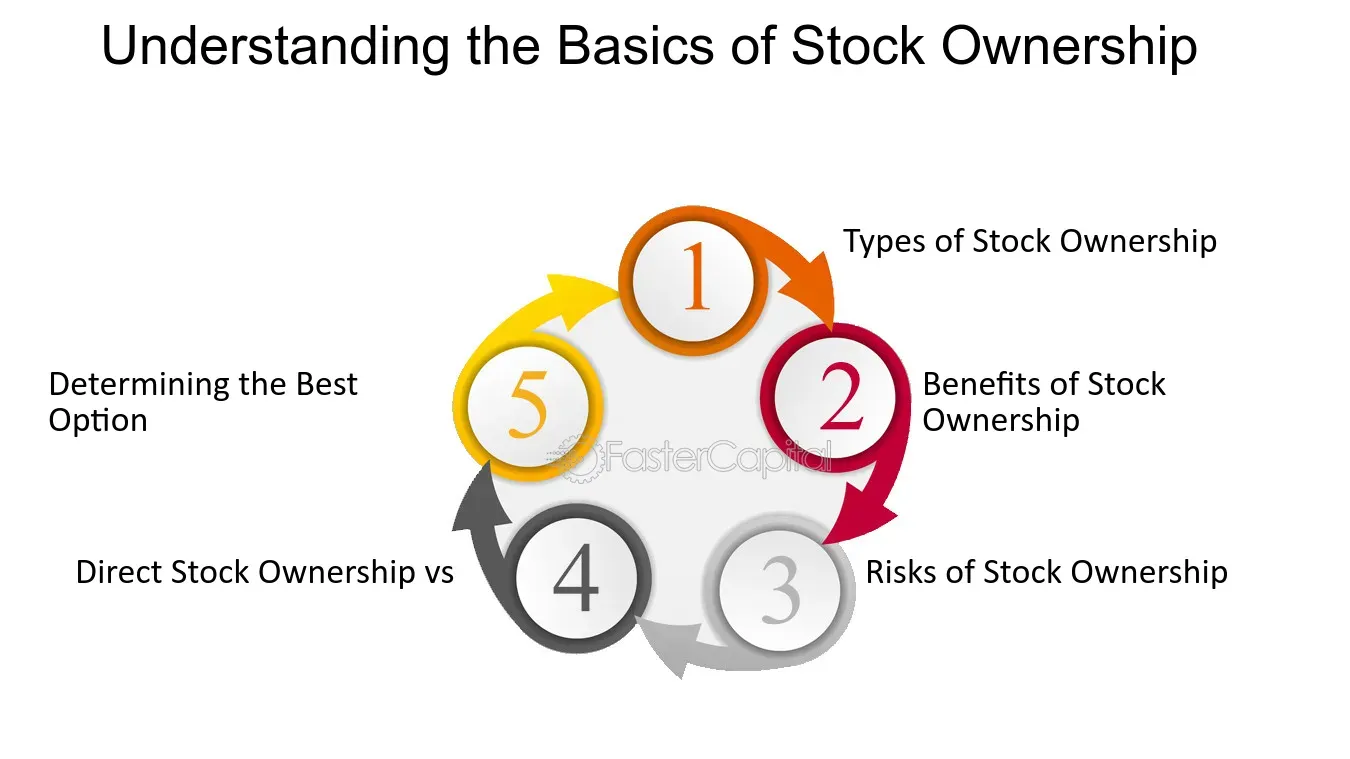 Understanding the Basics of Stock Ownership
1
Types of Stock Ownership
2
Benefits of Stock
Ownership
3
Risks of Stock Ownership
4
Direct Stock Ownership vs
5
Determining the Best
Option
FasterCapital